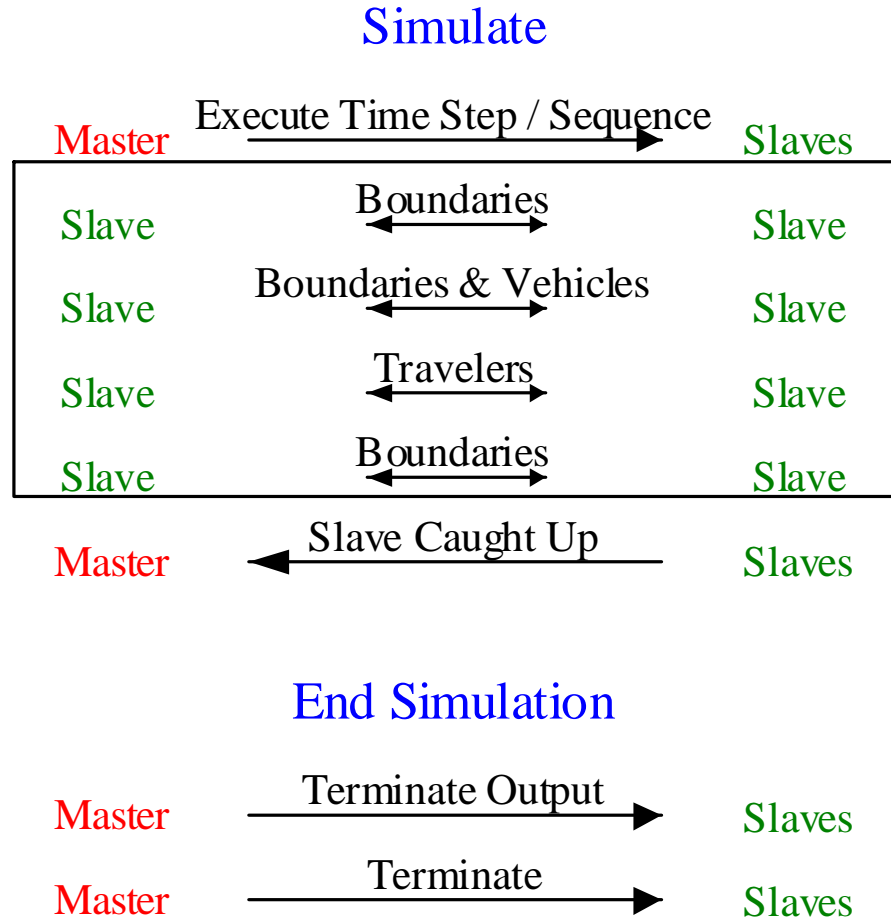 Simulate
Execute Time Step / Sequence
Master Slaves
Boundaries
Slave Slave
Boundaries & Vehicles
Slave Slave
Travelers
Slave Slave
Boundaries
Slave Slave
Slave Caught Up
Master Slaves
End Simulation
Terminate Output
Master Slaves
Terminate
Master Slaves